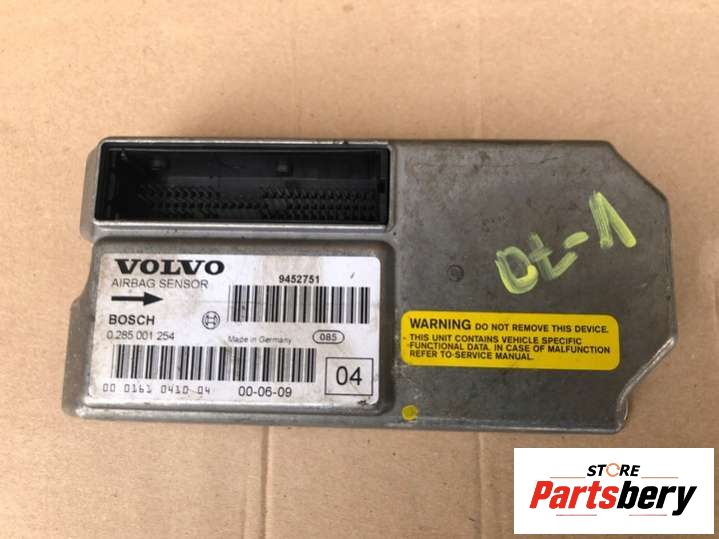 VOLVO
AIRBAG SENSOR
9452751
BOSCH
0 285 001 254
Made in Germany
085
00 0161 0410 04
00-06-09
04
WARNING DO NOT REMOVE THIS DEVICE.
THIS UNIT CONTAINS VEHICLE SPECIFIC
FUNCTIONAL DATA. IN CASE OF MALFUNCTION
REFER TO SERVICE MANUAL.
STORE
Partsbery